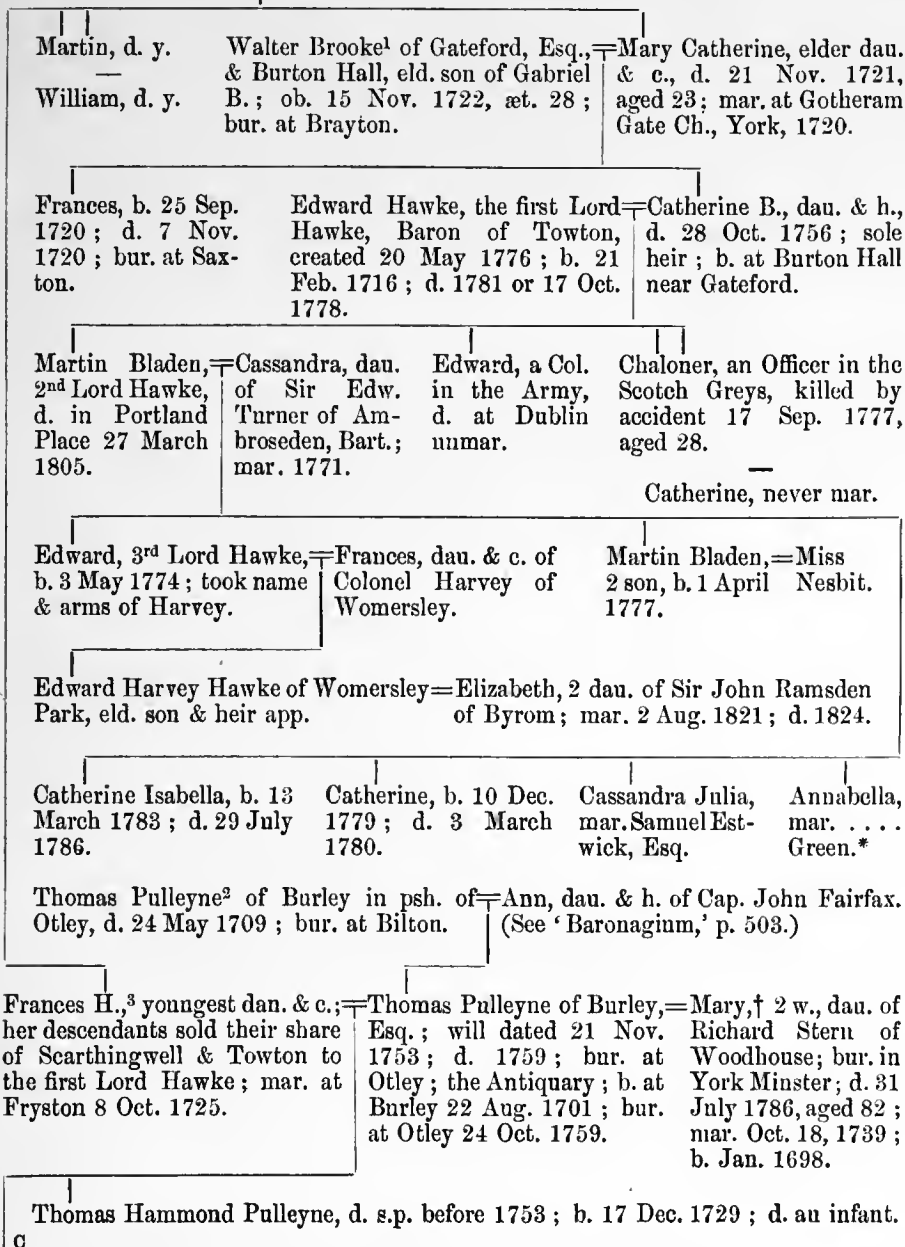 Martin, d. y.
—
William, d. y.
Walter Brooke¹ of Gateford, Esq.,=Mary Catherine, elder dau.
& Burton Hall, eld. son of Gabriel
B. ; ob. 15 Nov. 1722, æt. 28 ;
bur. at Brayton.
& c., d. 21 Nov. 1721,
aged 23; mar. at Gotheram
Gate Ch., York, 1720.
Frances, b. 25 Sep.
1720 ; d. 7 Nov.
1720 ; bur. at Sax-
ton.
Edward Hawke, the first Lord=Catherine B., dau. & h.,
Hawke, Baron of Towton,
created 20 May 1776 ; b. 21
Feb. 1716 ; d. 1781 or 17 Oct.
1778.
d. 28 Oct. 1756 ; sole
heir ; b. at Burton Hall
near Gateford.
Martin Bladen,=Cassandra, dau.
2nd Lord Hawke,
d. in Portland
Place 27 March
1805.
of Sir Edw.
Turner of Am-
broseden, Bart.;
mar. 1771.
Edward, a Col.
in the Army,
d. at Dublin
unmar.
Chaloner, an Officer in the
Scotch Greys, killed by
accident 17 Sep. 1777,
aged 28.
—
Catherine, never mar.
Edward, 3rd Lord Hawke,=Frances, dau. & c. of
b. 3 May 1774 ; took name
& arms of Harvey.
Colonel Harvey of
Womersley.
Martin Bladen,=Miss
2 son, b. 1 April
1777.
Nesbit.
Edward Harvey Hawke of Womersley=Elizabeth, 2 dau. of Sir John Ramsden
Park, eld. son & heir app.
of Byrom; mar. 2 Aug. 1821; d. 1824.
Catherine Isabella, b. 13
March 1783 ; d. 29 July
1786.
Catherine, b. 10 Dec.
1779 ; d. 3 March
1780.
Cassandra Julia,
mar. Samuel Est-
wick, Esq.
Annabella,
mar. . . . .
Green.*
Thomas Pulleyne² of Burley in psh. of=Ann, dau. & h. of Cap. John Fairfax.
Otley, d. 24 May 1709 ; bur. at Bilton.
(See ‘Baronagium,’ p. 503.)
Frances H.,³ youngest dau. & c.;=Thomas Pulleyne of Burley,=Mary,† 2 w., dau. of
her descendants sold their share
of Scarthingwell & Towton to
the first Lord Hawke ; mar. at
Fryston 8 Oct. 1725.
Esq. ; will dated 21 Nov.
1753 ; d. 1759 ; bur. at
Otley ; the Antiquary ; b. at
Burley 22 Aug. 1701 ; bur.
at Otley 24 Oct. 1759.
Richard Stern of
Woodhouse; bur. in
York Minster; d. 31
July 1786, aged 82 ;
mar. Oct. 18, 1739 ;
b. Jan. 1698.
Thomas Hammond Pulleyne, d. s.p. before 1753 ; b. 17 Dec. 1729 ; d. an infant.